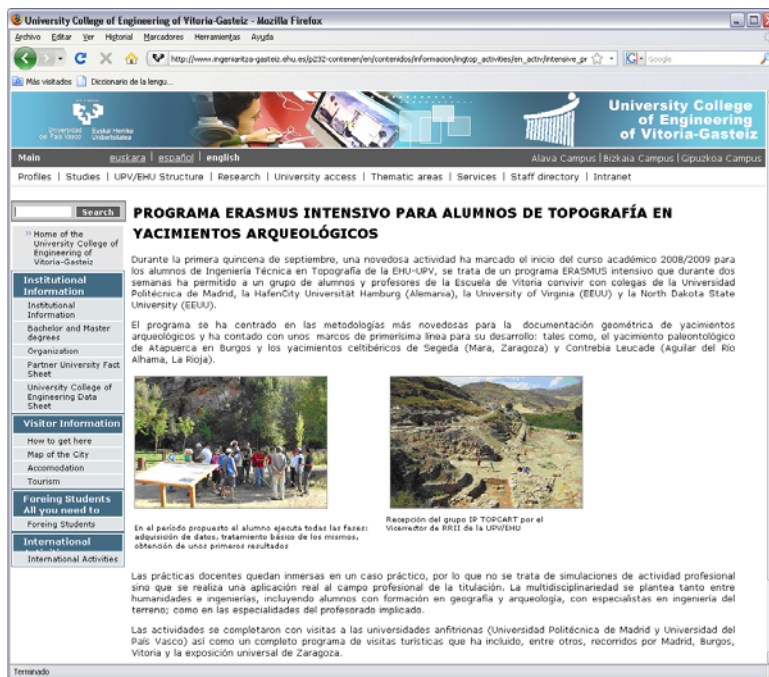 University College of Engineering of Vitoria-Gasteiz - Mozilla Firefox
Archivo Editar Ver Historial Marcadores Herramientas Ayuda
http://www.ingeniaritza-gasteiz.ehu.es/p232-contenen/en/contenidos/informacion/ingtop_activities/en_activ/intensive_pr
Google
Más visitados Diccionario de la lengu...
Universidad del País Vasco
Euskal Herriko Unibertsitatea
University College
of Engineering
of Vitoria-Gasteiz
Main euskara | español | english Alava Campus | Bizkaia Campus | Gipuzkoa Campus
Profiles | Studies | UPV/EHU Structure | Research | University access | Thematic areas | Services | Staff directory | Intranet
Search
Home of the
University College of
Engineering of
Vitoria-Gasteiz
Institutional
Information
Institutional
Information
Bachelor and Master
degrees
Organization
Partner University Fact
Sheet
University College of
Engineering Data
Sheet
Visitor Information
How to get here
Map of the City
Accomodation
Tourism
Foreing Students
All you need to
Foreing Students
International
International Activities
PROGRAMA ERASMUS INTENSIVO PARA ALUMNOS DE TOPOGRAFÍA EN
YACIMIENTOS ARQUEOLÓGICOS
Durante la primera quincena de septiembre, una novedosa actividad ha marcado el inicio del curso académico 2008/2009 para
los alumnos de Ingeniería Técnica en Topografía de la EHU-UPV, se trata de un programa ERASMUS intensivo que durante dos
semanas ha permitido a un grupo de alumnos y profesores de la Escuela de Vitoria convivir con colegas de la Universidad
Politécnica de Madrid, la HafenCity Universität Hamburg (Alemania), la University of Virginia (EEUU) y la North Dakota State
University (EEUU).
El programa se ha centrado en las metodologías más novedosas para la documentación geométrica de yacimientos
arqueológicos y ha contado con unos marcos de primerísima línea para su desarrollo: tales como, el yacimiento paleontológico
de Atapuerca en Burgos y los yacimientos celtibéricos de Segeda (Mara, Zaragoza) y Contrebia Leucade (Aguilar del Río
Alhama, La Rioja).
En el período propuesto el alumno ejecuta todas las fases:
adquisición de datos, tratamiento básico de los mismos,
obtención de unos primeros resultados
Recepción del grupo IP TOPCART por el
Vicerrector de RRII de la UPV/EHU
Las prácticas docentes quedan inmersas en un caso práctico, por lo que no se trata de simulaciones de actividad profesional
sino que se realiza una aplicación real al campo profesional de la titulación. La multidisciplinariedad se plantea tanto entre
humanidades e ingenierías, incluyendo alumnos con formación en geografía y arqueología, con especialistas en ingeniería del
terreno; como en las especialidades del profesorado implicado.
Las actividades se completaron con visitas a las universidades anfitrionas (Universidad Politécnica de Madrid y Universidad del
País Vasco) así como un completo programa de visitas turísticas que ha incluido, entre otros, recorridos por Madrid, Burgos,
Vitoria y la exposición universal de Zaragoza.
Terminado